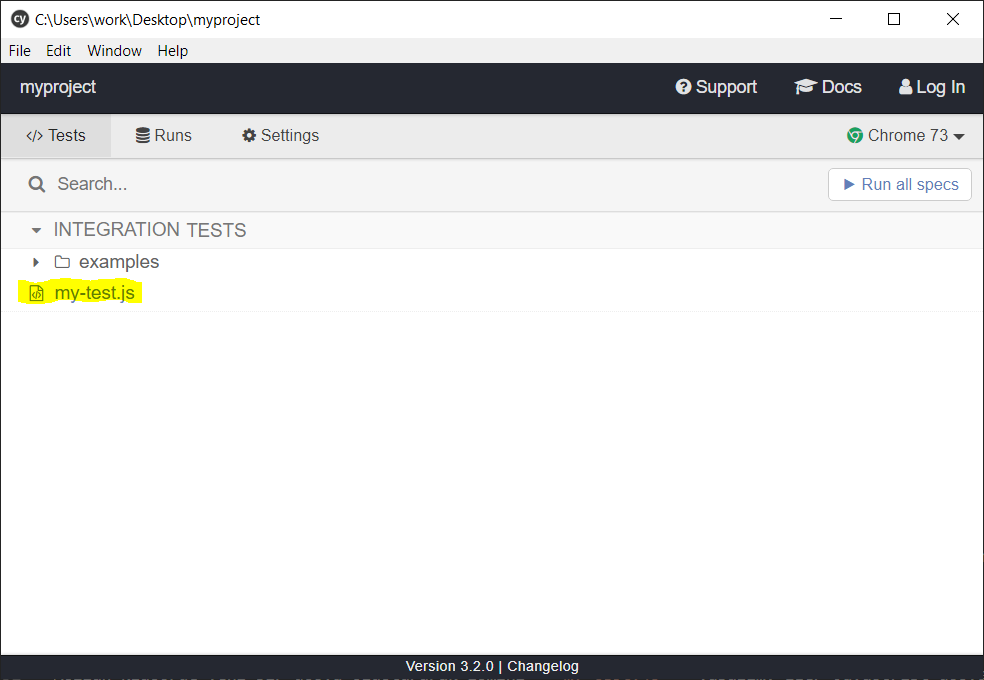 cy C:\Users\work\Desktop\myproject
File Edit Window Help
myproject Support Docs Log In
</> Tests Runs Settings Chrome 73
Search... Run all specs
INTEGRATION TESTS
examples
my-test.js
Version 3.2.0 | Changelog